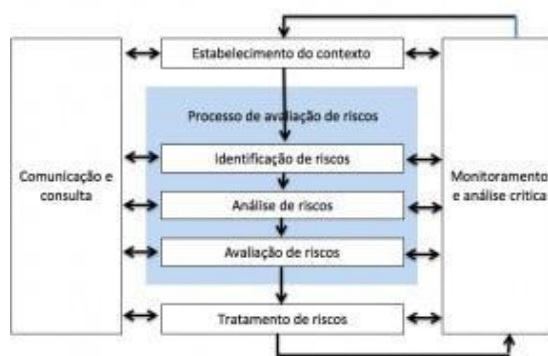 Estabelecimento do contexto
Processo de avaliação de riscos
Identificação de riscos
Comunicação e
consulta
Análise de riscos
Monitoramento
e análise crítica
Avaliação de riscos
Tratamento de riscos